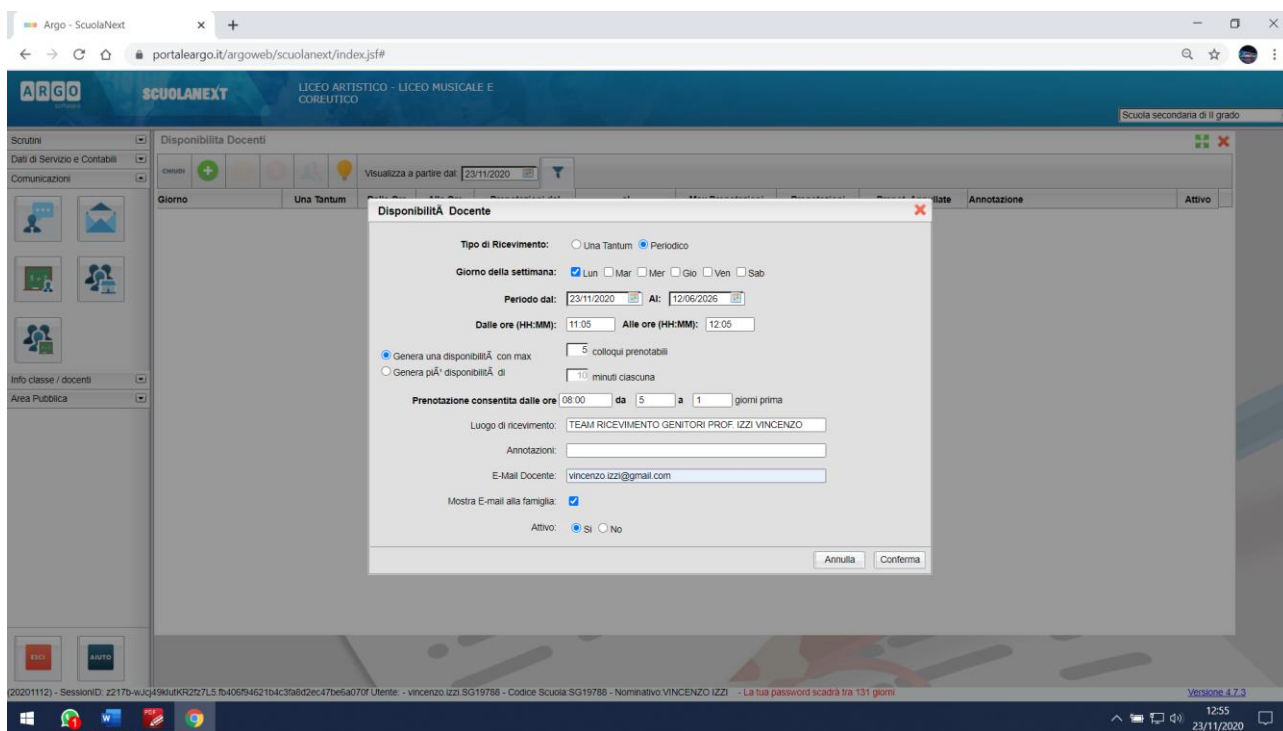 Argo - ScuolaNext
portaleargo.it/argoweb/scuolanext/index.jsf#
ARGO
software
SCUOLANEXT
LICEO ARTISTICO - LICEO MUSICALE E
COREUTICO
Scuola secondaria di II grado
Scrutini
Dati di Servizio e Contabili
Comunicazioni
Info classe / docenti
Area Pubblica
ESCI
AIUTO
Disponibilita Docenti
CHIUDI
Visualizza a partire dal: 23/11/2020
Giorno Una Tantum Annotazione Attivo
DisponibilitÃ Docente
Tipo di Ricevimento: Una Tantum Periodico
Giorno della settimana: Lun Mar Mer Gio Ven Sab
Periodo dal: 23/11/2020 Al: 12/06/2026
Dalle ore (HH:MM): 11:05 Alle ore (HH:MM): 12:05
Genera una disponibilitÃ con max 5 colloqui prenotabili
Genera piÃ¹ disponibilitÃ di 10 minuti ciascuna
Prenotazione consentita dalle ore 08:00 da 5 a 1 giorni prima
Luogo di ricevimento: TEAM RICEVIMENTO GENITORI PROF. IZZI VINCENZO
Annotazioni:
E-Mail Docente: vincenzo.izzi@gmail.com
Mostra E-mail alla famiglia:
Attivo: Si No
Annulla Conferma
Utente: - vincenzo.izzi.SG19788 - Codice Scuola:SG19788 - Nominativo:VINCENZO IZZI - La tua password scadrà tra 131 giorni
Versione 4.7.3
12:55
23/11/2020